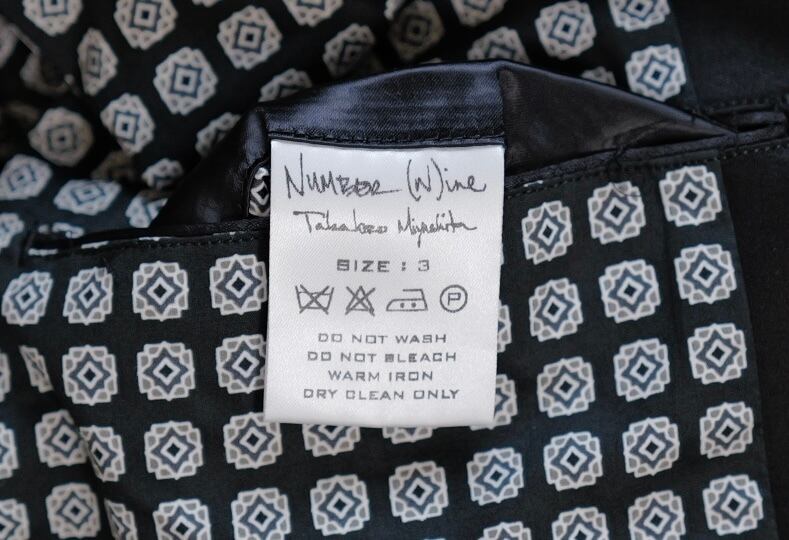 NUMBER (N)ine
Takahiro Miyashita
SIZE : 3
P
DO NOT WASH
DO NOT BLEACH
WARM IRON
DRY CLEAN ONLY